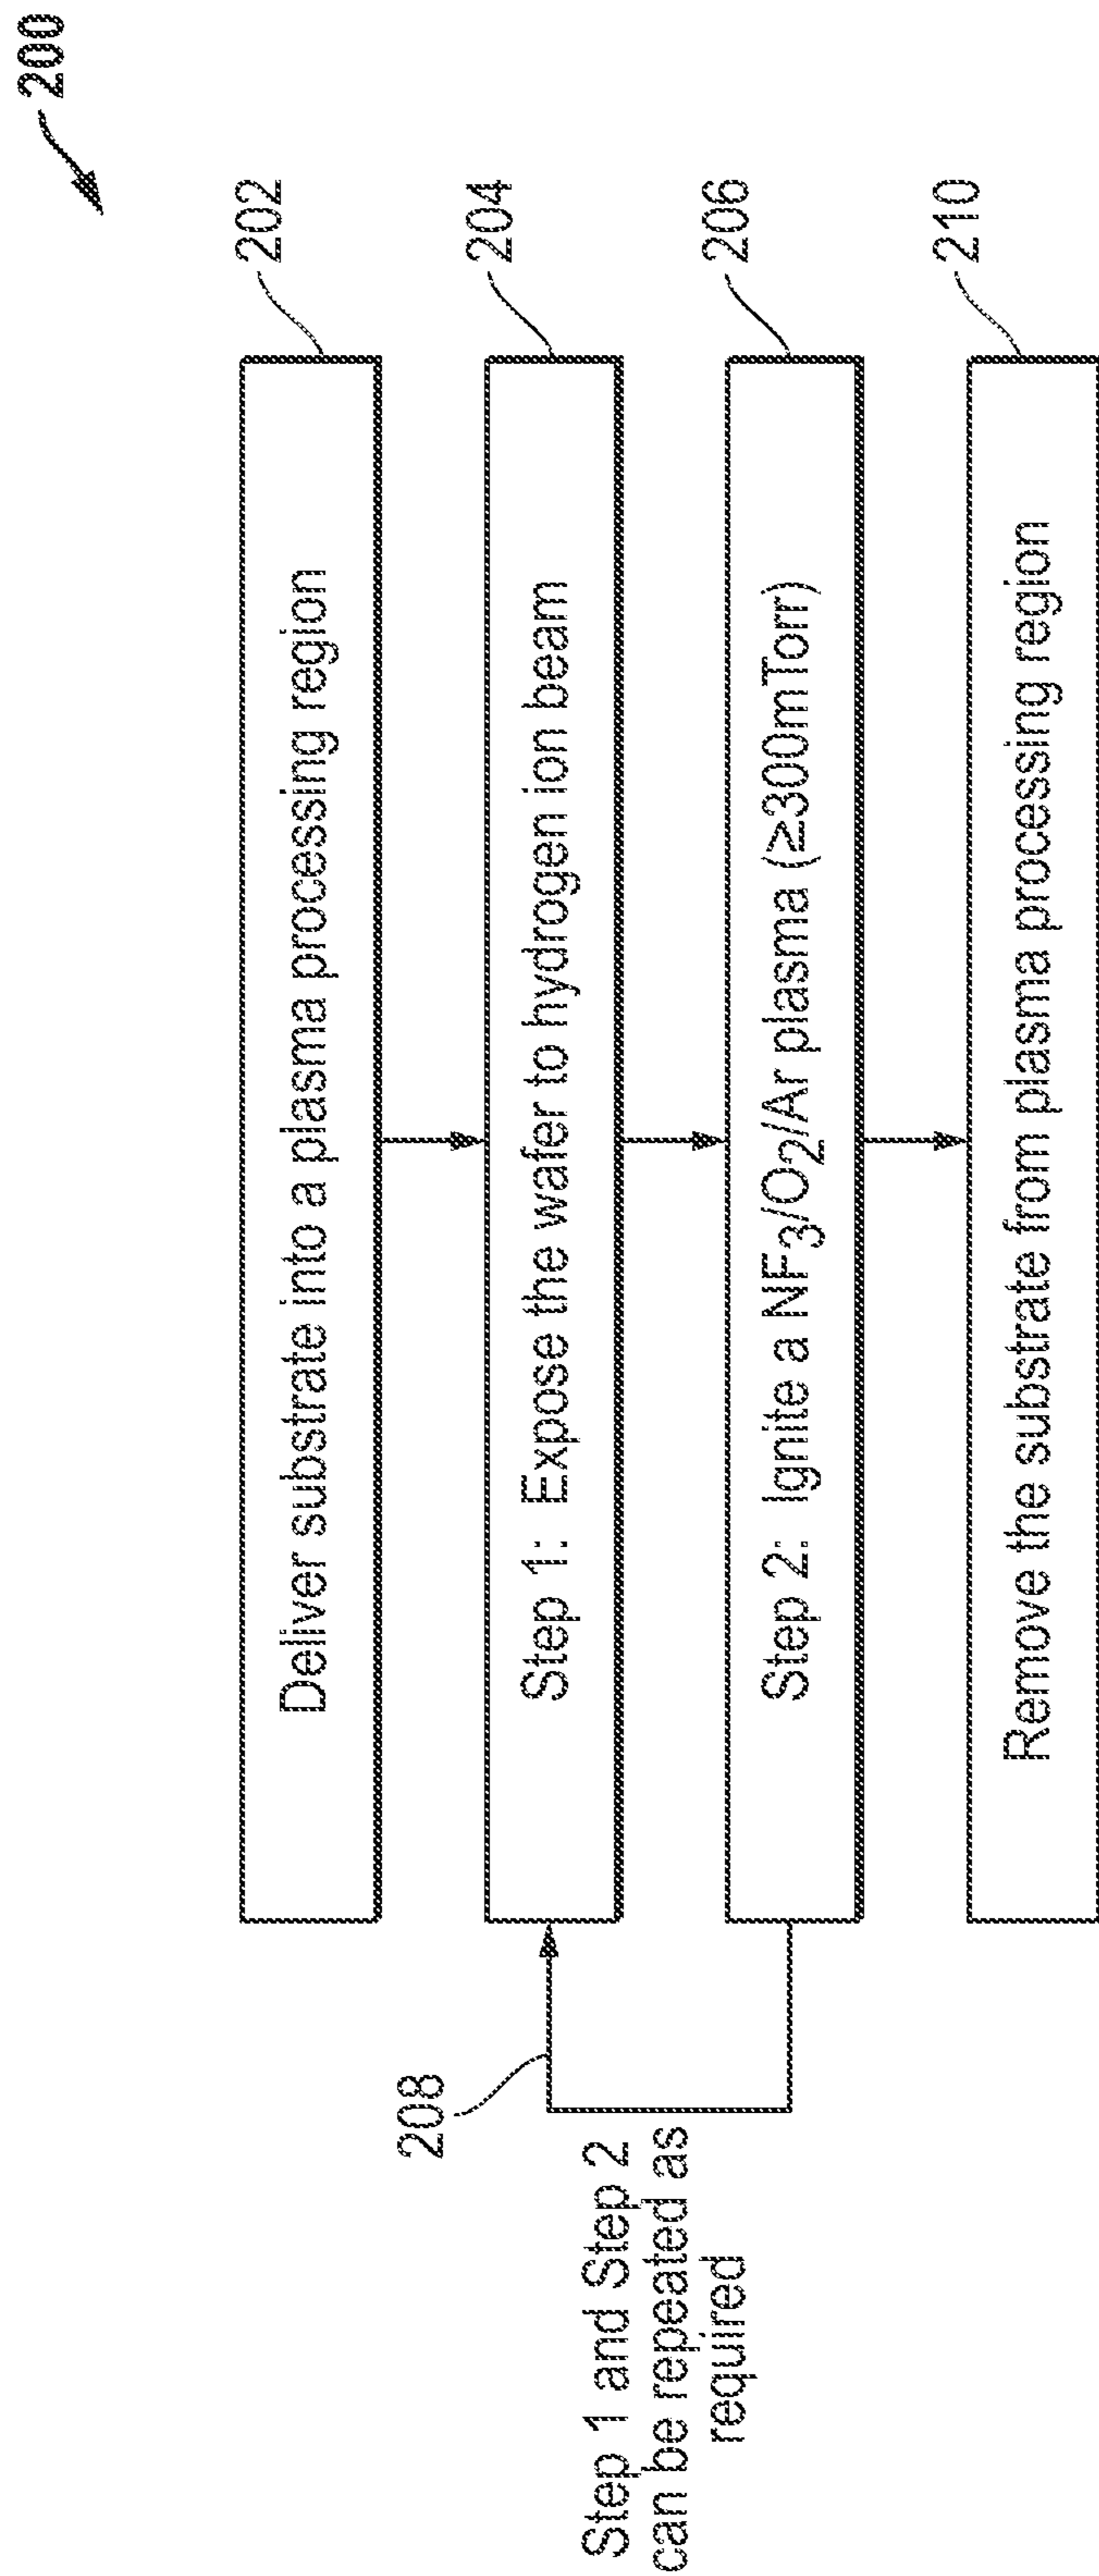 200
Deliver substrate into a plasma processing region
202
Step 1: Expose the wafer to hydrogen ion beam
204
Step 2: Ignite a NF3/O2/Ar plasma (≥300mTorr)
206
208
Step 1 and Step 2
can be repeated as
required
Remove the substrate from plasma processing region
210